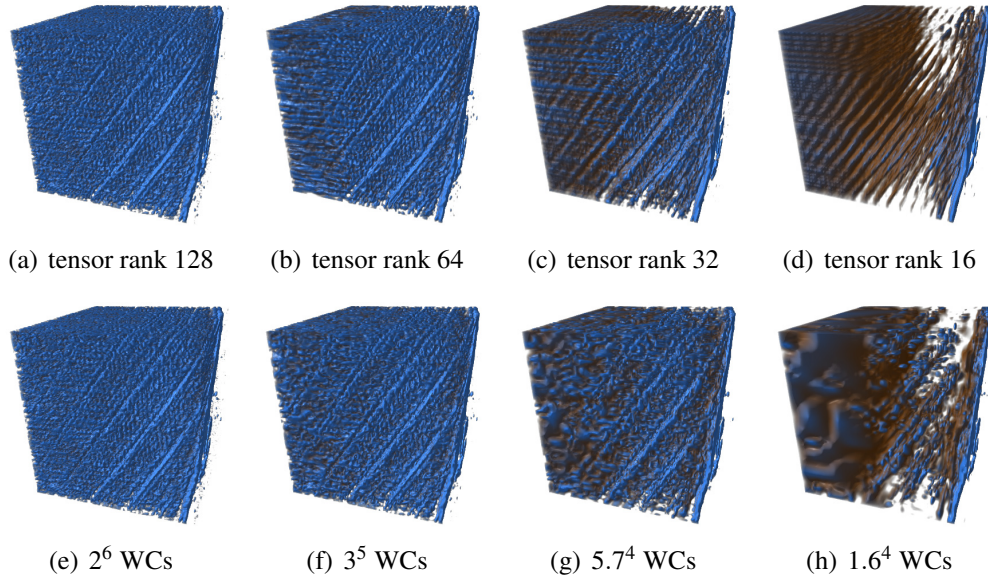 (a) tensor rank 128 (b) tensor rank 64 (c) tensor rank 32 (d) tensor rank 16
(e) 2⁶ WCs (f) 3⁵ WCs (g) 5.7⁴ WCs (h) 1.6⁴ WCs